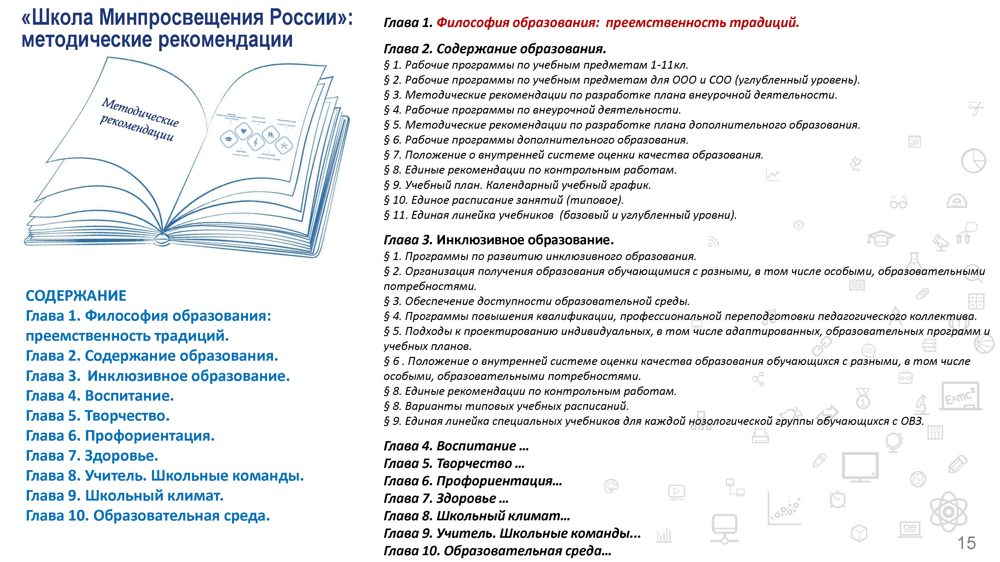 «Школа Минпросвещения России»:
методические рекомендации
Методические
рекомендации
ЗНАНИЕ:
КАЧЕСТВО И ОБЪЕКТИВНОСТЬ
ТВОРЧЕСТВО
ПРОФОРИЕНТАЦИЯ
ЗДОРОВЬЕ
ВОСПИТАНИЕ
СОДЕРЖАНИЕ
Глава 1. Философия образования:
преемственность традиций.
Глава 2. Содержание образования.
Глава 3.  Инклюзивное образование.
Глава 4. Воспитание.
Глава 5. Творчество.
Глава 6. Профориентация.
Глава 7. Здоровье.
Глава 8. Учитель. Школьные команды.
Глава 9. Школьный климат.
Глава 10. Образовательная среда.
Глава 1. Философия образования:  преемственность традиций.
Глава 2. Содержание образования.
§ 1. Рабочие программы по учебным предметам 1-11кл.
§ 2. Рабочие программы по учебным предметам для ООО и СОО (углубленный уровень).
§ 3. Методические рекомендации по разработке плана внеурочной деятельности.
§ 4. Рабочие программы по внеурочной деятельности.
§ 5. Методические рекомендации по разработке плана дополнительного образования.
§ 6. Рабочие программы дополнительного образования.
§ 7. Положение о внутренней системе оценки качества образования.
§ 8. Единые рекомендации по контрольным работам.
§ 9. Учебный план. Календарный учебный график.
§ 10. Единое расписание занятий (типовое).
§ 11. Единая линейка учебников  (базовый и углубленный уровни).
Глава 3. Инклюзивное образование.
§ 1. Программы по развитию инклюзивного образования.
§ 2. Организация получения образования обучающимися с разными, в том числе особыми, образовательными
потребностями.
§ 3. Обеспечение доступности образовательной среды.
§ 4. Программы повышения квалификации, профессиональной переподготовки педагогического коллектива.
§ 5. Подходы к проектированию индивидуальных, в том числе адаптированных, образовательных программ и
учебных планов.
§ 6 . Положение о внутренней системе оценки качества образования обучающихся с разными, в том числе
особыми, образовательными потребностями.
§ 8. Единые рекомендации по контрольным работам.
§ 8. Варианты типовых учебных расписаний.
§ 9. Единая линейка специальных учебников для каждой нозологической группы обучающихся с ОВЗ.
Глава 4. Воспитание …
Глава 5. Творчество …
Глава 6. Профориентация…
Глава 7. Здоровье …
Глава 8. Школьный климат…
Глава 9. Учитель. Школьные команды...
Глава 10. Образовательная среда…
1
1
E=mc²
15